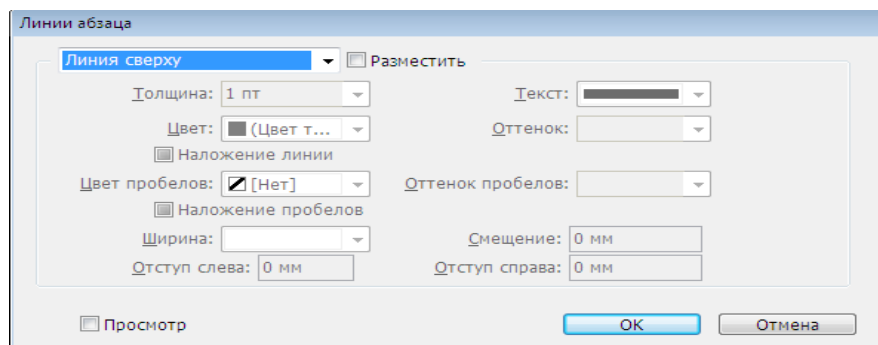 Линии абзаца
Линия сверху Разместить
Толщина: 1 пт Текст:
Цвет: (Цвет т... Оттенок:
Наложение линии
Цвет пробелов: [Нет] Оттенок пробелов:
Наложение пробелов
Ширина: Смещение: 0 мм
Отступ слева: 0 мм Отступ справа: 0 мм
Просмотр OK Отмена